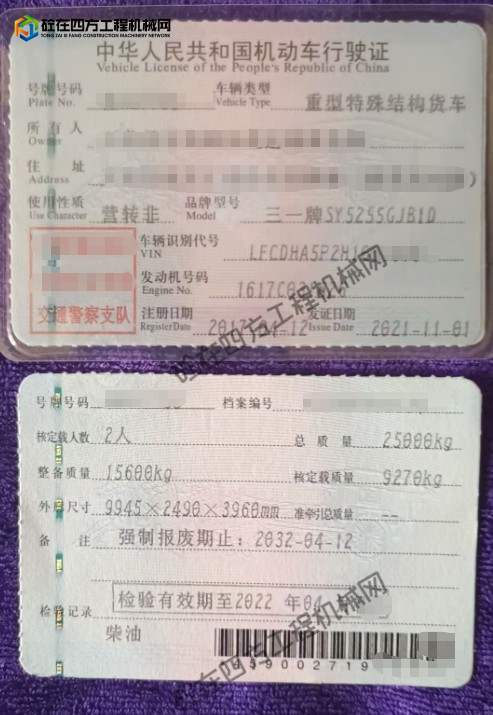 砼在四方工程机械网
TONG ZAI SI FANG CONSTRUCTION MACHINERY NETWORK
中华人民共和国机动车行驶证
Vehicle License of the People's Republic of China
号牌号码 车辆类型 重型特殊结构货车
Plate No. Vehicle Type
所有人
Owner
住址
Address
使用性质 营转非 品牌型号 三一牌SY5255GJB1D
Use Character Model
车辆识别代号 LFCDHA5P2H
VIN
发动机号码 1617C0
Engine No.
交通警察支队
注册日期 2017 12 发证日期 2021-11-01
Register Date Issue Date
砼在四方工程机械网
号牌号码 档案编号
核定载人数 2人 总质量 25000kg
整备质量 15600kg 核定载质量 9270kg
外廓尺寸 9945×2490×3960mm 准牵引总质量 --
备注 强制报废期止：2032-04-12
检验记录 检验有效期至2022 年04
柴油
砼在四方工程机械网
959002719